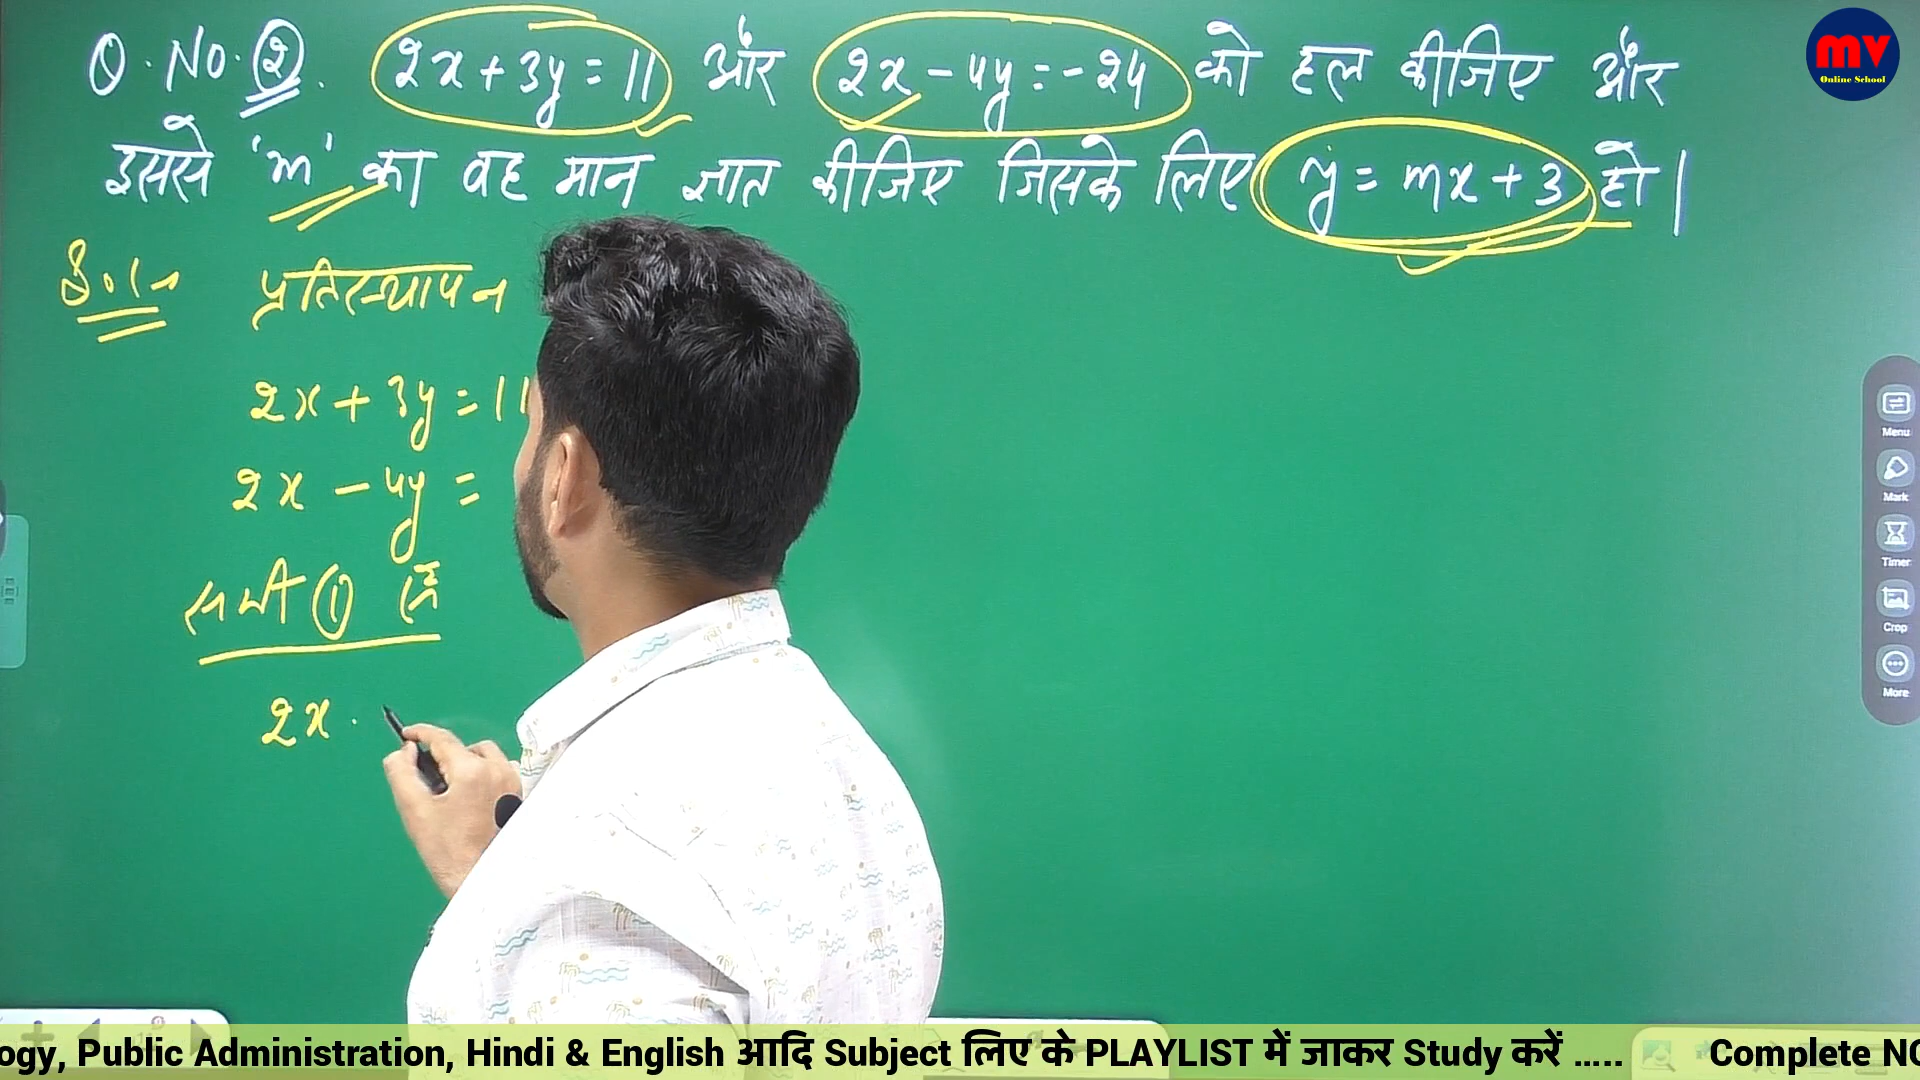 Q. No. (2). 2x + 3y = 11 और 2x - 4y = -24 को हल कीजिए और
इससे 'm' का वह मान ज्ञात कीजिए जिसके लिए y = mx + 3 हो।
Soln प्रतिस्थापन
2x + 3y = 11
2x - 4y =
समी (1) से
2x
mv
Online School
Menu
Mark
Timer
Crop
More
ogy, Public Administration, Hindi & English आदि Subject लिए के PLAYLIST में जाकर Study करें ..... Complete NO